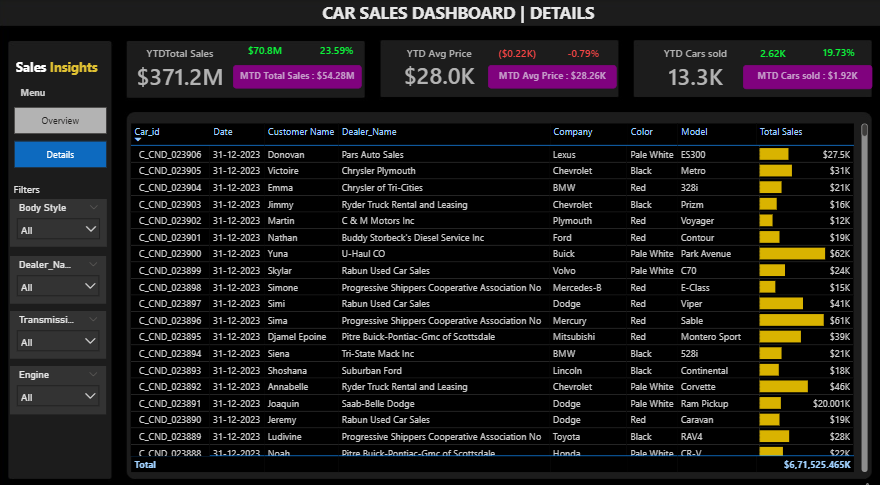 CAR SALES DASHBOARD | DETAILS
Sales Insights
Menu
Overview
Details
Filters
Body Style
All
Dealer_Na...
All
Transmissi...
All
Engine
All
YTDTotal Sales $70.8M 23.59%
$371.2M MTD Total Sales : $54.28M
YTD Avg Price ($0.22K) -0.79%
$28.0K MTD Avg Price : $28.26K
YTD Cars sold 2.62K 19.73%
13.3K MTD Cars sold : $1.92K
Car_id Date Customer Name Dealer_Name Company Color Model Total Sales
C_CND_023906 31-12-2023 Donovan Pars Auto Sales Lexus Pale White ES300 $27.5K
C_CND_023905 31-12-2023 Victoire Chrysler Plymouth Chevrolet Black Metro $31K
C_CND_023904 31-12-2023 Emma Chrysler of Tri-Cities BMW Red 328i $21K
C_CND_023903 31-12-2023 Jimmy Ryder Truck Rental and Leasing Chevrolet Black Prizm $16K
C_CND_023902 31-12-2023 Martin C & M Motors Inc Plymouth Red Voyager $12K
C_CND_023901 31-12-2023 Nathan Buddy Storbeck's Diesel Service Inc Ford Red Contour $19K
C_CND_023900 31-12-2023 Yuna U-Haul CO Buick Pale White Park Avenue $62K
C_CND_023899 31-12-2023 Skylar Rabun Used Car Sales Volvo Pale White C70 $24K
C_CND_023898 31-12-2023 Simone Progressive Shippers Cooperative Association No Mercedes-B Red E-Class $15K
C_CND_023897 31-12-2023 Simi Rabun Used Car Sales Dodge Red Viper $41K
C_CND_023896 31-12-2023 Sima Progressive Shippers Cooperative Association No Mercury Red Sable $61K
C_CND_023895 31-12-2023 Djamel Epoine Pitre Buick-Pontiac-Gmc of Scottsdale Mitsubishi Red Montero Sport $39K
C_CND_023894 31-12-2023 Siena Tri-State Mack Inc BMW Black 528i $21K
C_CND_023893 31-12-2023 Shoshana Suburban Ford Lincoln Black Continental $18K
C_CND_023892 31-12-2023 Annabelle Ryder Truck Rental and Leasing Chevrolet Pale White Corvette $46K
C_CND_023891 31-12-2023 Joaquin Saab-Belle Dodge Dodge Pale White Ram Pickup $20.001K
C_CND_023890 31-12-2023 Jeremy Rabun Used Car Sales Dodge Red Caravan $19K
C_CND_023889 31-12-2023 Ludivine Progressive Shippers Cooperative Association No Toyota Black RAV4 $28K
C_CND_023888 31-12-2023 Noah Pitre Buick-Pontiac-Gmc of Scottsdale Honda Pale White CR-V $22K
Total $6,71,525.465K